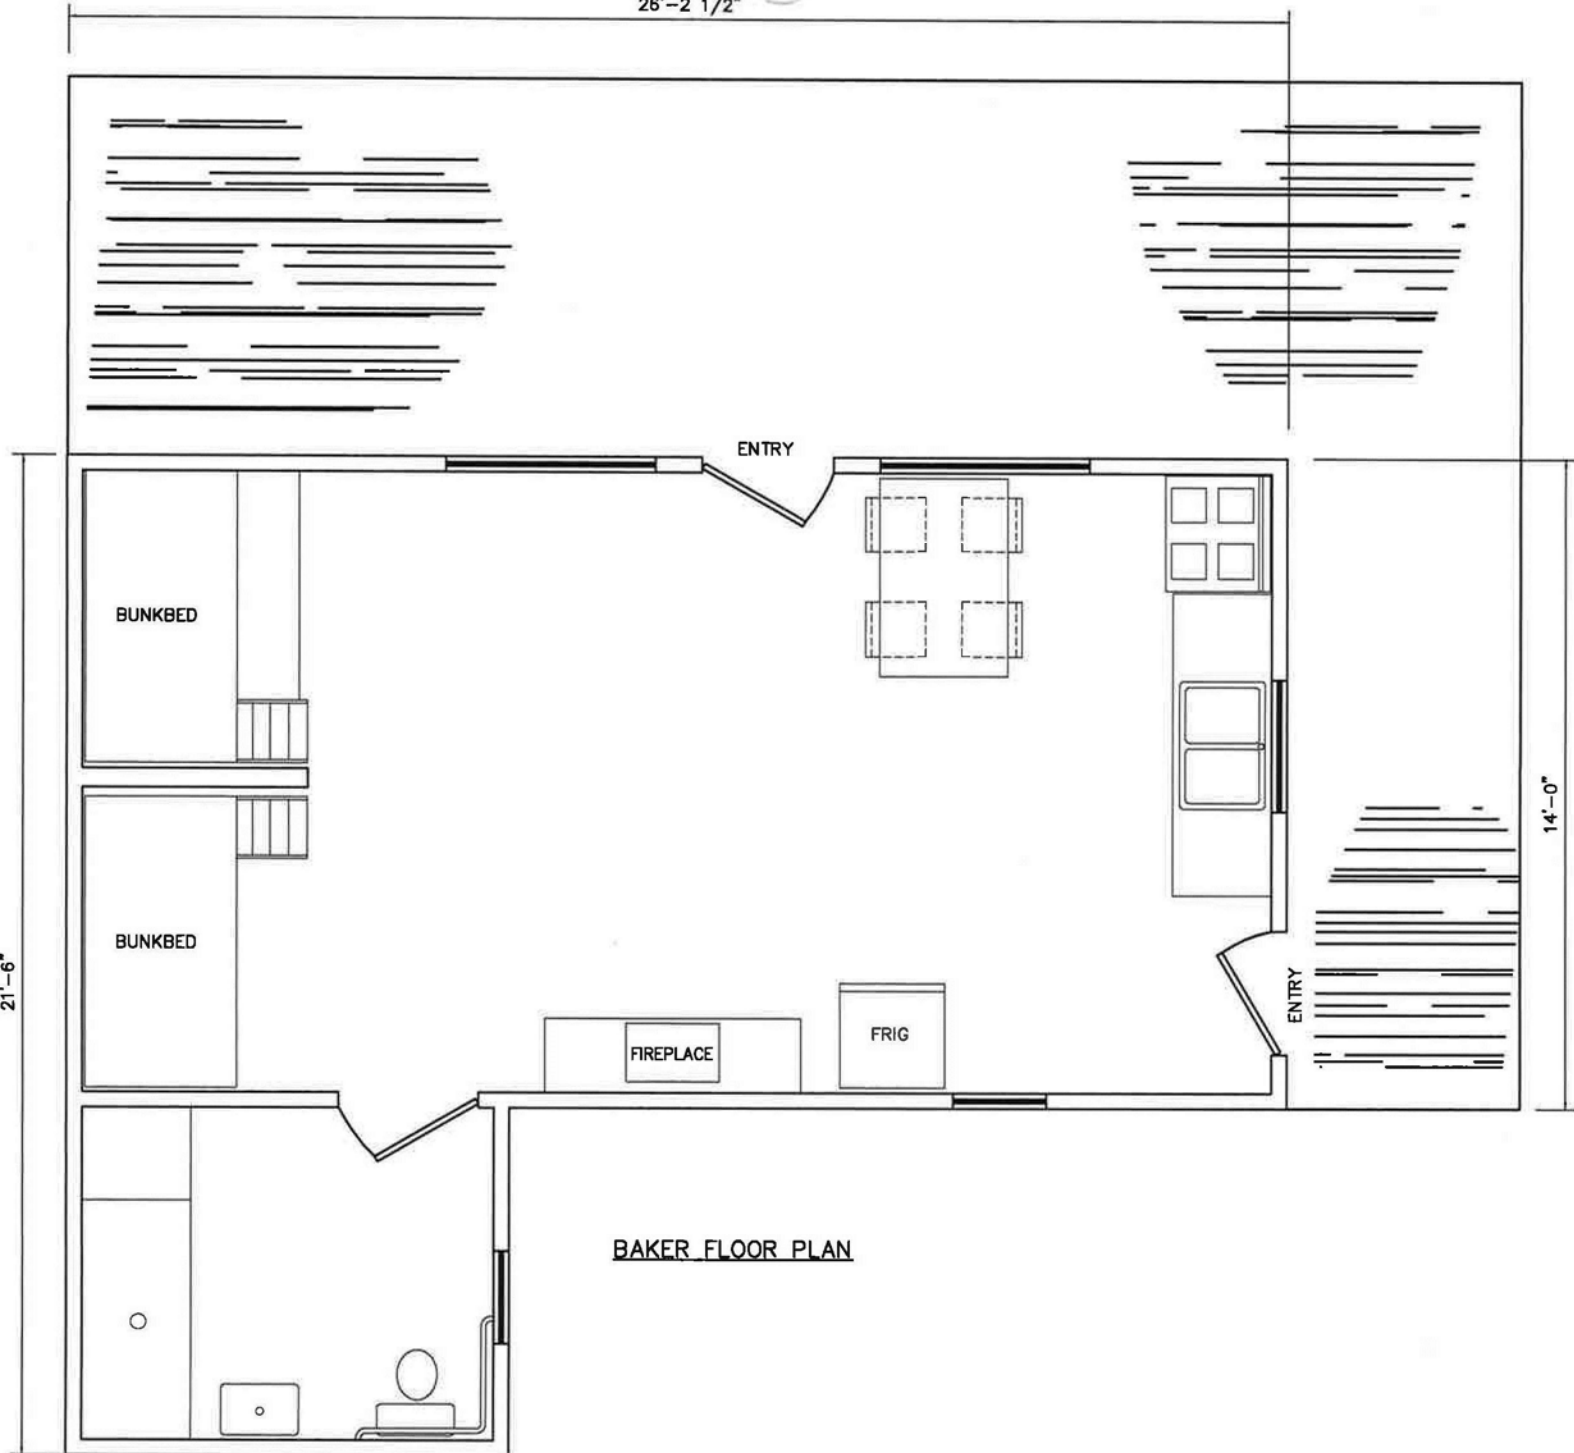 26'-2 1/2"
ENTRY
BUNKBED
14'-0"
BUNKBED
21'-6"
ENTRY
FRIG
FIREPLACE
BAKER FLOOR PLAN